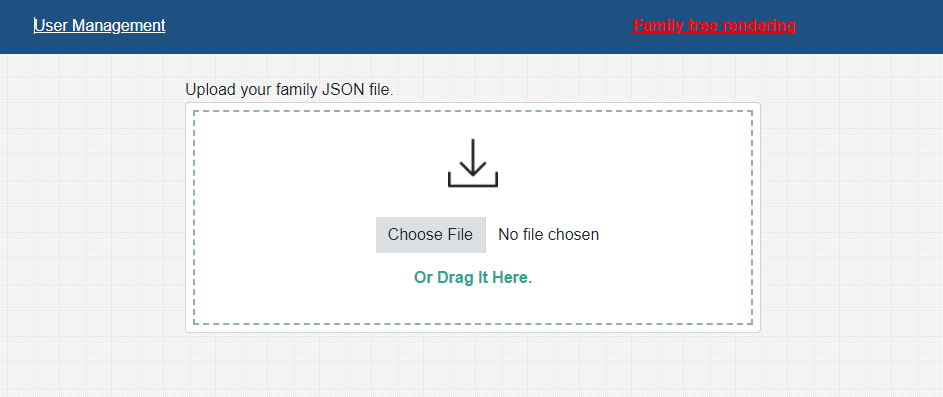 User Management
Family tree rendering
Upload your family JSON file.
Choose File No file chosen
Or Drag It Here.